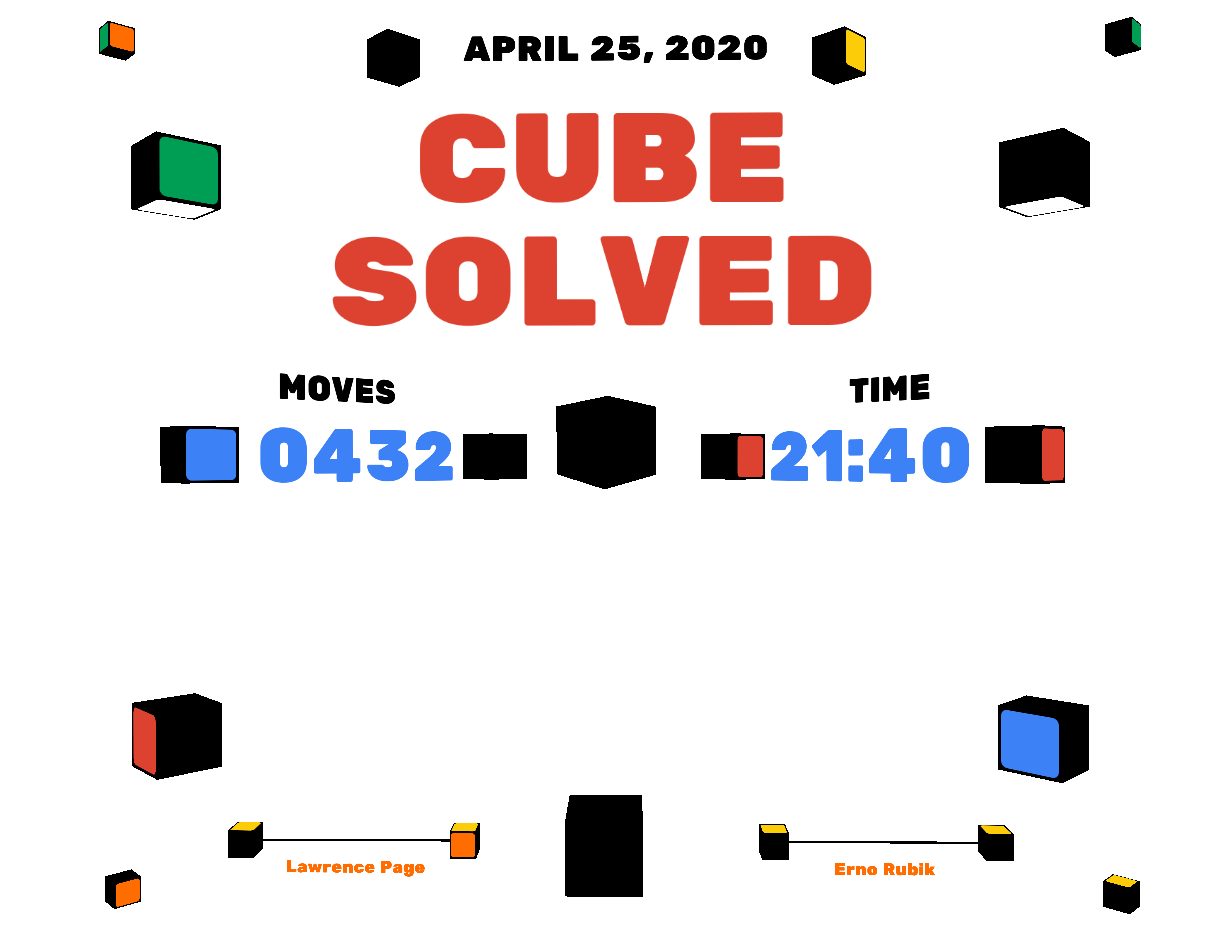 APRIL 25, 2020
CUBE
SOLVED
MOVES
TIME
0432
21:40
Lawrence Page
Erno Rubik